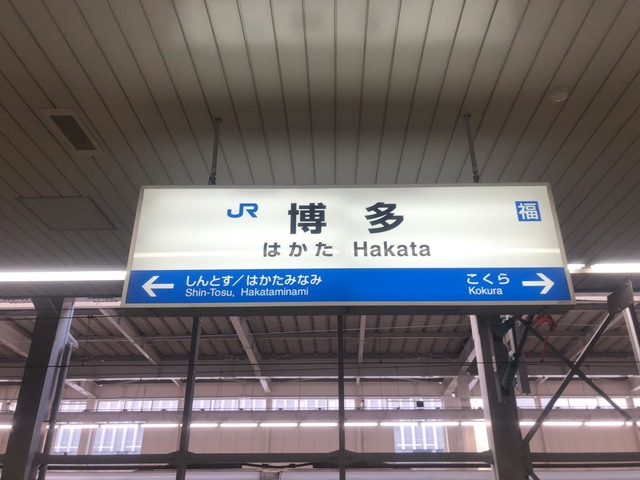 JR 博多 福
はかた Hakata
← しんとす／はかたみなみ こくら →
Shin-Tosu, Hakataminami Kokura